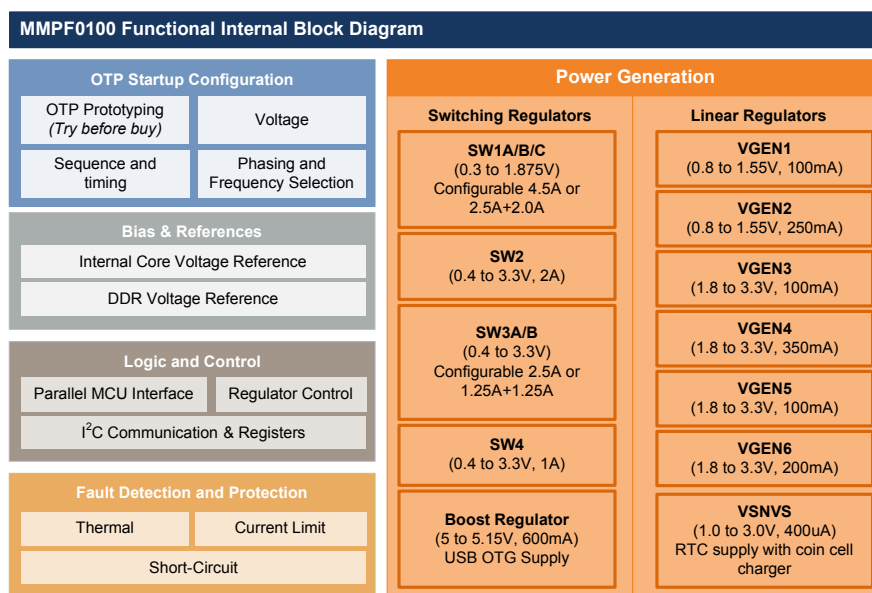 MMPF0100 Functional Internal Block Diagram
OTP Startup Configuration
OTP Prototyping
(Try before buy)
Voltage
Sequence and
timing
Phasing and
Frequency Selection
Bias & References
Internal Core Voltage Reference
DDR Voltage Reference
Logic and Control
Parallel MCU Interface
Regulator Control
I²C Communication & Registers
Fault Detection and Protection
Thermal
Current Limit
Short-Circuit
Power Generation
Switching Regulators
SW1A/B/C
(0.3 to 1.875V)
Configurable 4.5A or
2.5A+2.0A
SW2
(0.4 to 3.3V, 2A)
SW3A/B
(0.4 to 3.3V)
Configurable 2.5A or
1.25A+1.25A
SW4
(0.4 to 3.3V, 1A)
Boost Regulator
(5 to 5.15V, 600mA)
USB OTG Supply
Linear Regulators
VGEN1
(0.8 to 1.55V, 100mA)
VGEN2
(0.8 to 1.55V, 250mA)
VGEN3
(1.8 to 3.3V, 100mA)
VGEN4
(1.8 to 3.3V, 350mA)
VGEN5
(1.8 to 3.3V, 100mA)
VGEN6
(1.8 to 3.3V, 200mA)
VSNVS
(1.0 to 3.0V, 400uA)
RTC supply with coin cell
charger